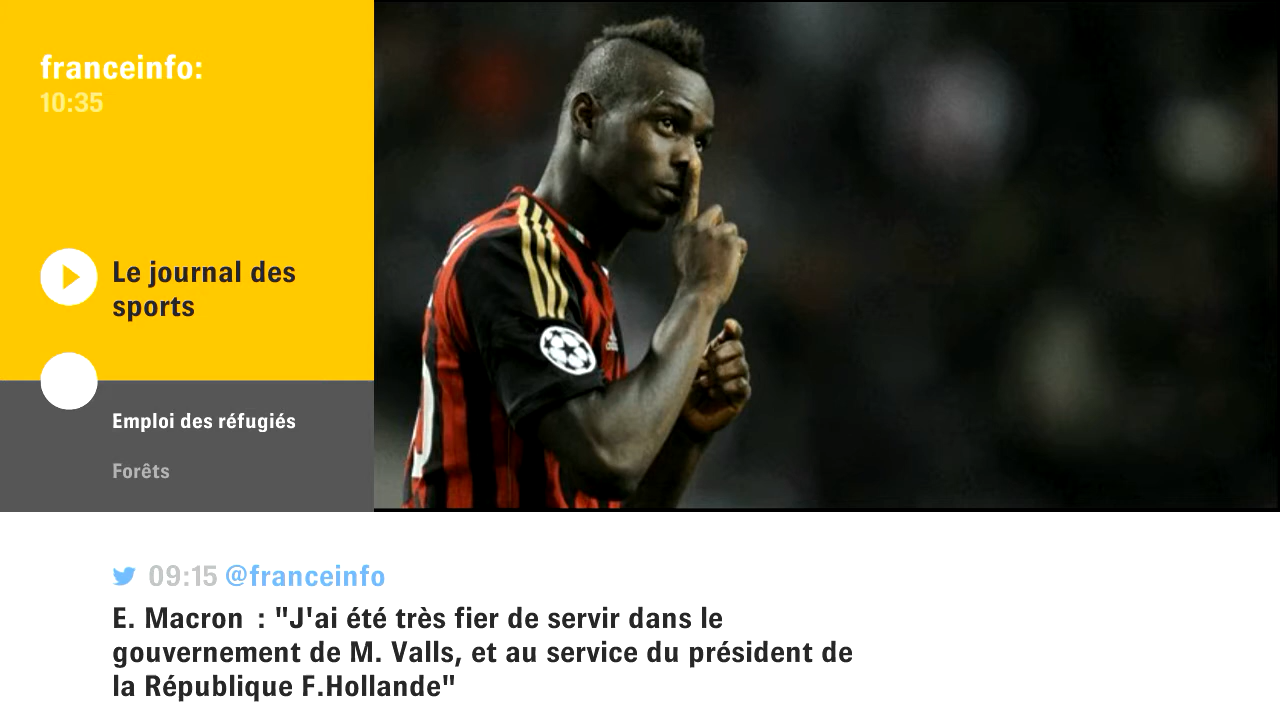 franceinfo:
10:35
Le journal des
sports
Emploi des réfugiés
Forêts
09:15 @franceinfo
E. Macron : "J'ai été très fier de servir dans le
gouvernement de M. Valls, et au service du président de
la République F.Hollande"